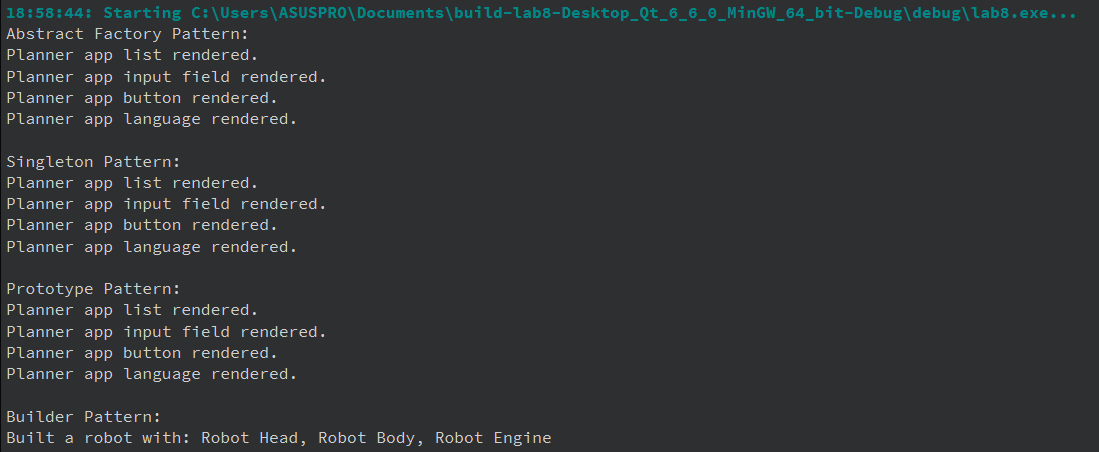 18:58:44: Starting C:\Users\ASUSPRO\Documents\build-lab8-Desktop_Qt_6_6_0_MinGW_64_bit-Debug\debug\lab8.exe...
Abstract Factory Pattern:
Planner app list rendered.
Planner app input field rendered.
Planner app button rendered.
Planner app language rendered.

Singleton Pattern:
Planner app list rendered.
Planner app input field rendered.
Planner app button rendered.
Planner app language rendered.

Prototype Pattern:
Planner app list rendered.
Planner app input field rendered.
Planner app button rendered.
Planner app language rendered.

Builder Pattern:
Built a robot with: Robot Head, Robot Body, Robot Engine